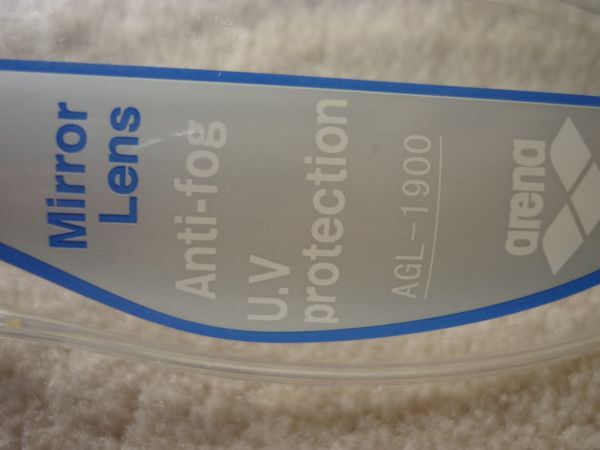 Mirror
Lens
Anti-fog
U.V
protection
AGL-1900
arena